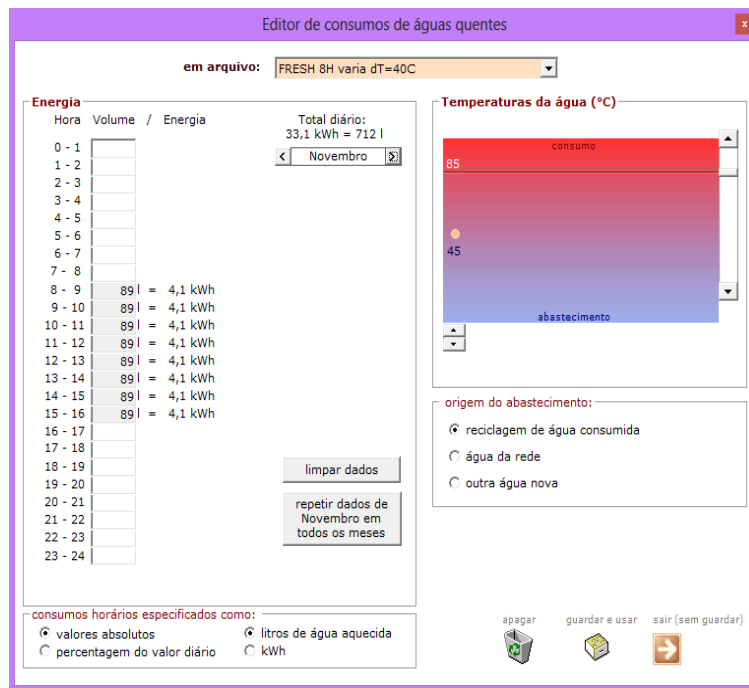 Editor de consumos de águas quentes
x
em arquivo: FRESH 8H varia dT=40C
Energia
Hora Volume / Energia
Total diário:
33,1 kWh = 712 l
< Novembro >
0 - 1
1 - 2
2 - 3
3 - 4
4 - 5
5 - 6
6 - 7
7 - 8
8 - 9 89 l = 4,1 kWh
9 - 10 89 l = 4,1 kWh
10 - 11 89 l = 4,1 kWh
11 - 12 89 l = 4,1 kWh
12 - 13 89 l = 4,1 kWh
13 - 14 89 l = 4,1 kWh
14 - 15 89 l = 4,1 kWh
15 - 16 89 l = 4,1 kWh
16 - 17
17 - 18
18 - 19
19 - 20
20 - 21
21 - 22
22 - 23
23 - 24
limpar dados
repetir dados de
Novembro em
todos os meses
consumos horários especificados como:
valores absolutos
percentagem do valor diário
litros de água aquecida
kWh
Temperaturas da água (°C)
consumo
85
45
abastecimento
origem do abastecimento:
reciclagem de água consumida
água da rede
outra água nova
apagar
guardar e usar
sair (sem guardar)